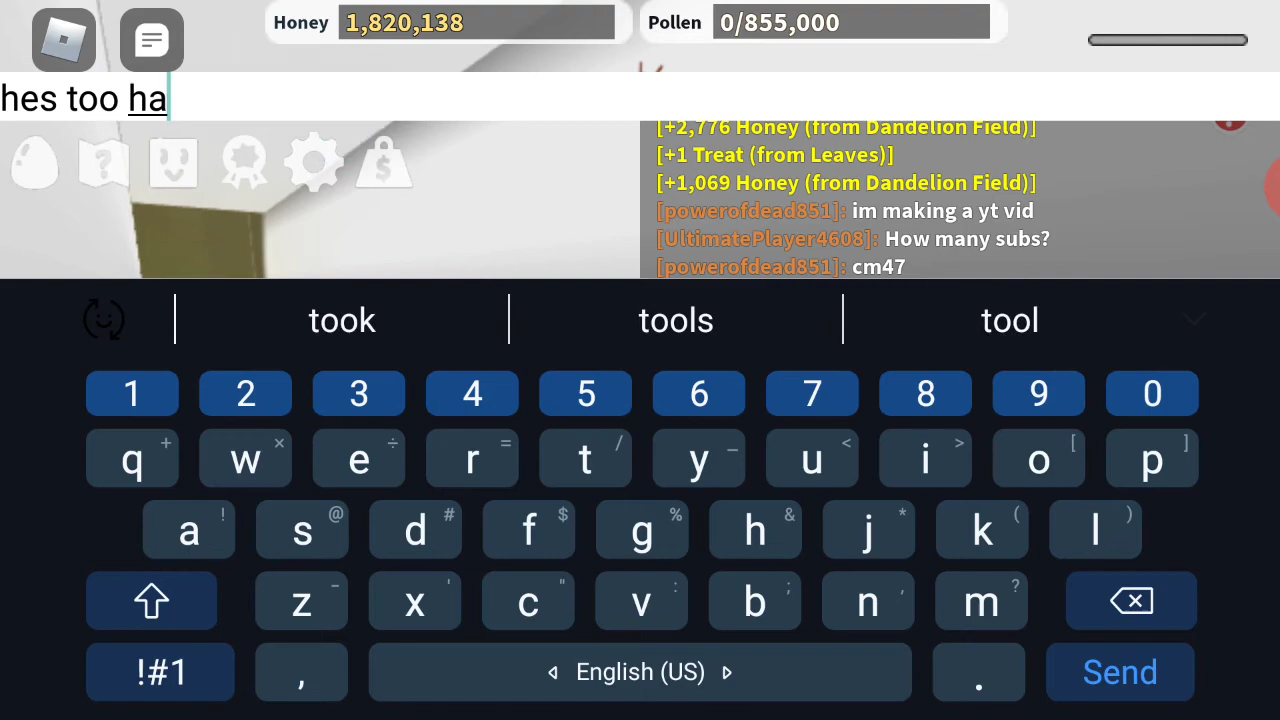 Honey 1,820,138
Pollen 0/855,000
hes too ha
[+2,776 Honey (from Dandelion Field)]
[+1 Treat (from Leaves)]
[+1,069 Honey (from Dandelion Field)]
[powerofdead851]: im making a yt vid
[UltimatePlayer4608]: How many subs?
[powerofdead851]: cm47
took tools tool
1 2 3 4 5 6 7 8 9 0
q + w × e ÷ r = t / y _ u < i > o [ p ]
a ! s @ d # f $ g % h & j * k ( l )
z - x ' c " v : b ; n , m ?
!#1 , English (US) . Send